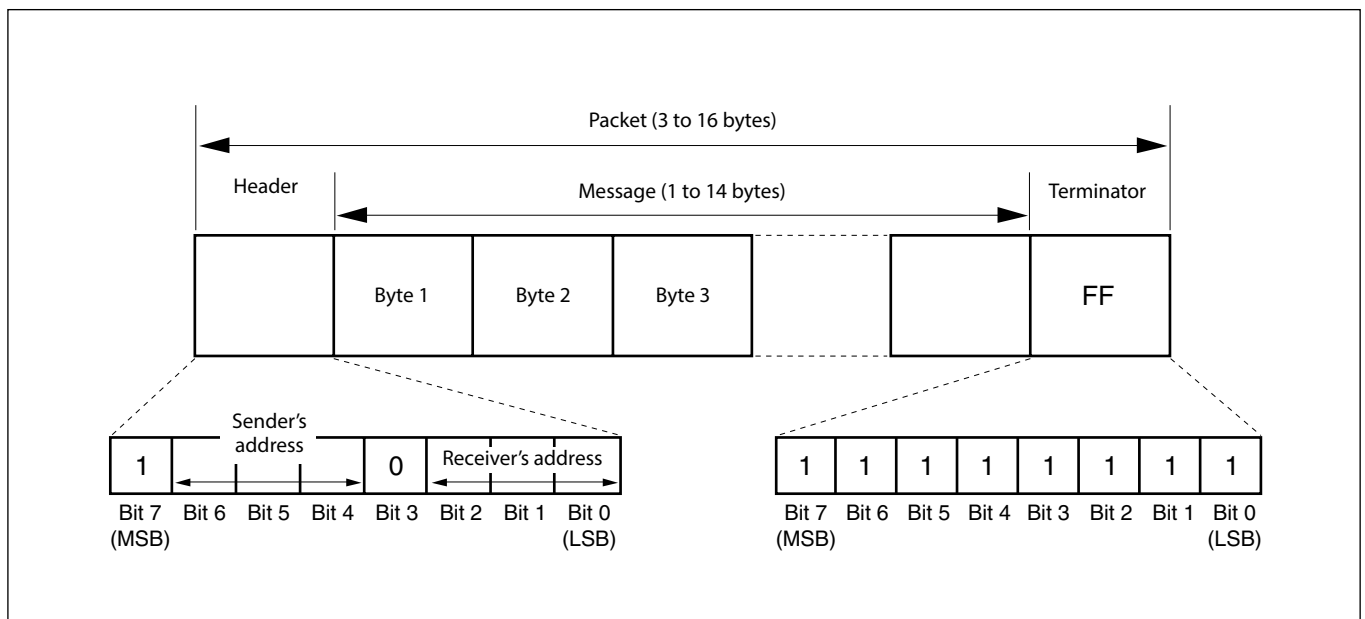 Packet (3 to 16 bytes)
Header
Message (1 to 14 bytes)
Terminator
Byte 1
Byte 2
Byte 3
FF
Sender's
address
1
0
Receiver's address
Bit 7
(MSB)
Bit 6
Bit 5
Bit 4
Bit 3
Bit 2
Bit 1
Bit 0
(LSB)
1 1 1 1 1 1 1 1
Bit 7
(MSB)
Bit 6
Bit 5
Bit 4
Bit 3
Bit 2
Bit 1
Bit 0
(LSB)